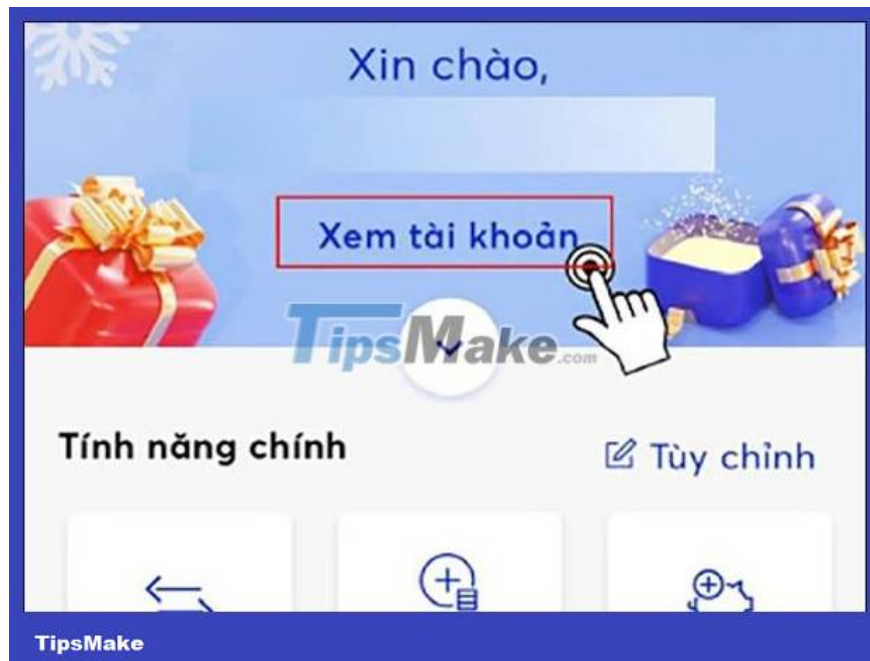 Xin chào,
Xem tài khoản
TipsMake.com
Tính năng chính
Tùy chỉnh
TipsMake